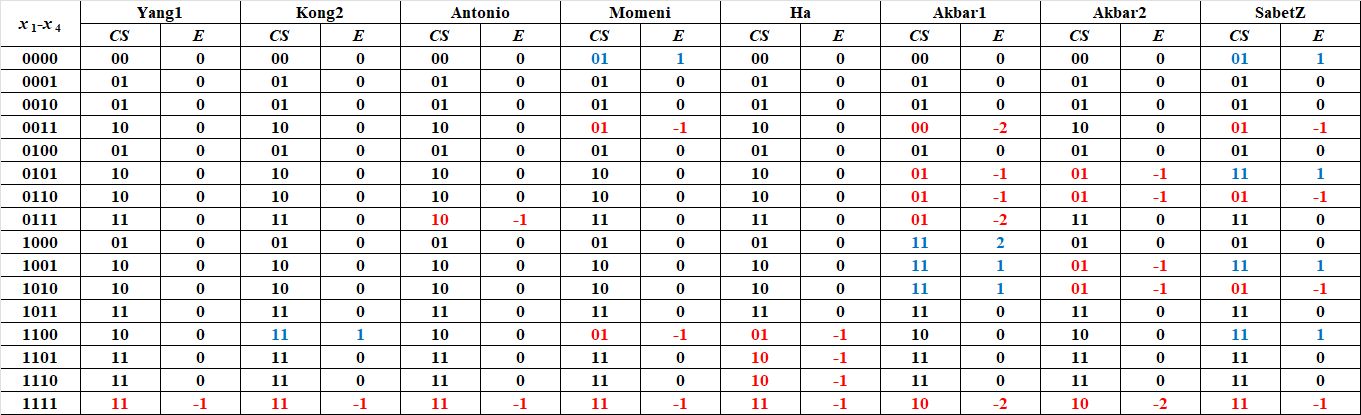 x1-x4 Yang1 Kong2 Antonio Momeni Ha Akbar1 Akbar2 SabetZ
CS E CS E CS E CS E CS E CS E CS E CS E
0000 00 0 00 0 00 0 01 1 00 0 00 0 00 0 01 1
0001 01 0 01 0 01 0 01 0 01 0 01 0 01 0 01 0
0010 01 0 01 0 01 0 01 0 01 0 01 0 01 0 01 0
0011 10 0 10 0 10 0 01 -1 10 0 00 -2 10 0 01 -1
0100 01 0 01 0 01 0 01 0 01 0 01 0 01 0 01 0
0101 10 0 10 0 10 0 10 0 10 0 01 -1 01 -1 11 1
0110 10 0 10 0 10 0 10 0 10 0 01 -1 01 -1 01 -1
0111 11 0 11 0 10 -1 11 0 11 0 01 -2 11 0 11 0
1000 01 0 01 0 01 0 01 0 01 0 11 2 01 0 01 0
1001 10 0 10 0 10 0 10 0 10 0 11 1 01 -1 11 1
1010 10 0 10 0 10 0 10 0 10 0 11 1 01 -1 01 -1
1011 11 0 11 0 11 0 11 0 11 0 11 0 11 0 11 0
1100 10 0 11 1 10 0 01 -1 01 -1 10 0 10 0 11 1
1101 11 0 11 0 11 0 11 0 10 -1 11 0 11 0 11 0
1110 11 0 11 0 11 0 11 0 10 -1 11 0 11 0 11 0
1111 11 -1 11 -1 11 -1 11 -1 11 -1 10 -2 10 -2 11 -1